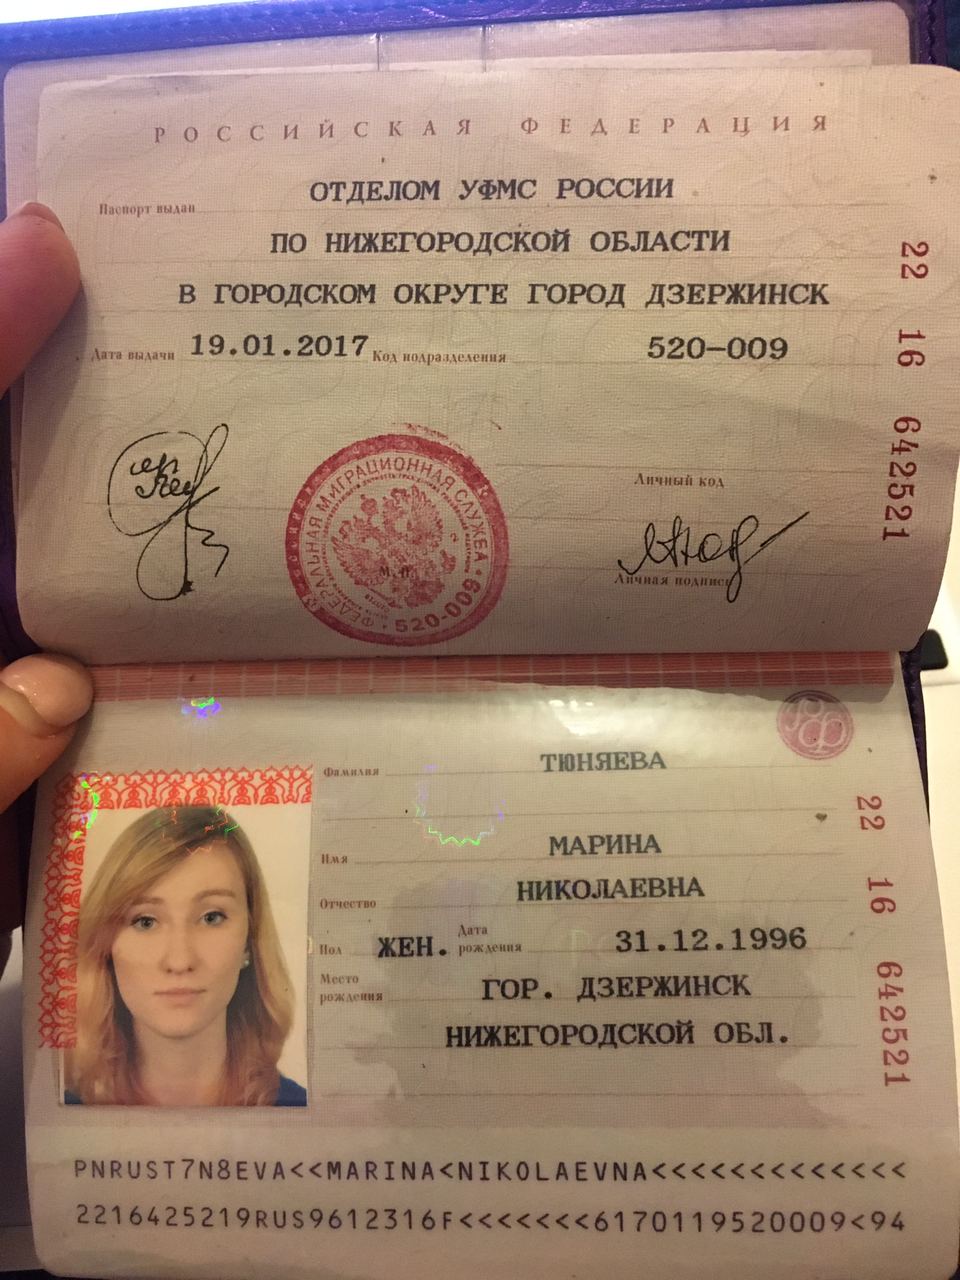 РОССИЙСКАЯ ФЕДЕРАЦИЯ
Паспорт выдан ОТДЕЛОМ УФМС РОССИИ
ПО НИЖЕГОРОДСКОЙ ОБЛАСТИ
В ГОРОДСКОМ ОКРУГЕ ГОРОД ДЗЕРЖИНСК
Дата выдачи 19.01.2017 Код подразделения 520-009
22 16 642521
Личный код
ФЕДЕРАЛЬНАЯ МИГРАЦИОННАЯ СЛУЖБА
М.П.
520-009
Личная подпись
РФ
Фамилия ТЮНЯЕВА
Имя МАРИНА
Отчество НИКОЛАЕВНА
Пол ЖЕН. Дата рождения 31.12.1996
Место рождения ГОР. ДЗЕРЖИНСК
НИЖЕГОРОДСКОЙ ОБЛ.
22 16 642521
PNRUST7N8EVA<<MARINA<NIKOLAEVNA<<<<<<<<<<<<<
2216425219RUS9612316F<<<<<<<6170119520009<94